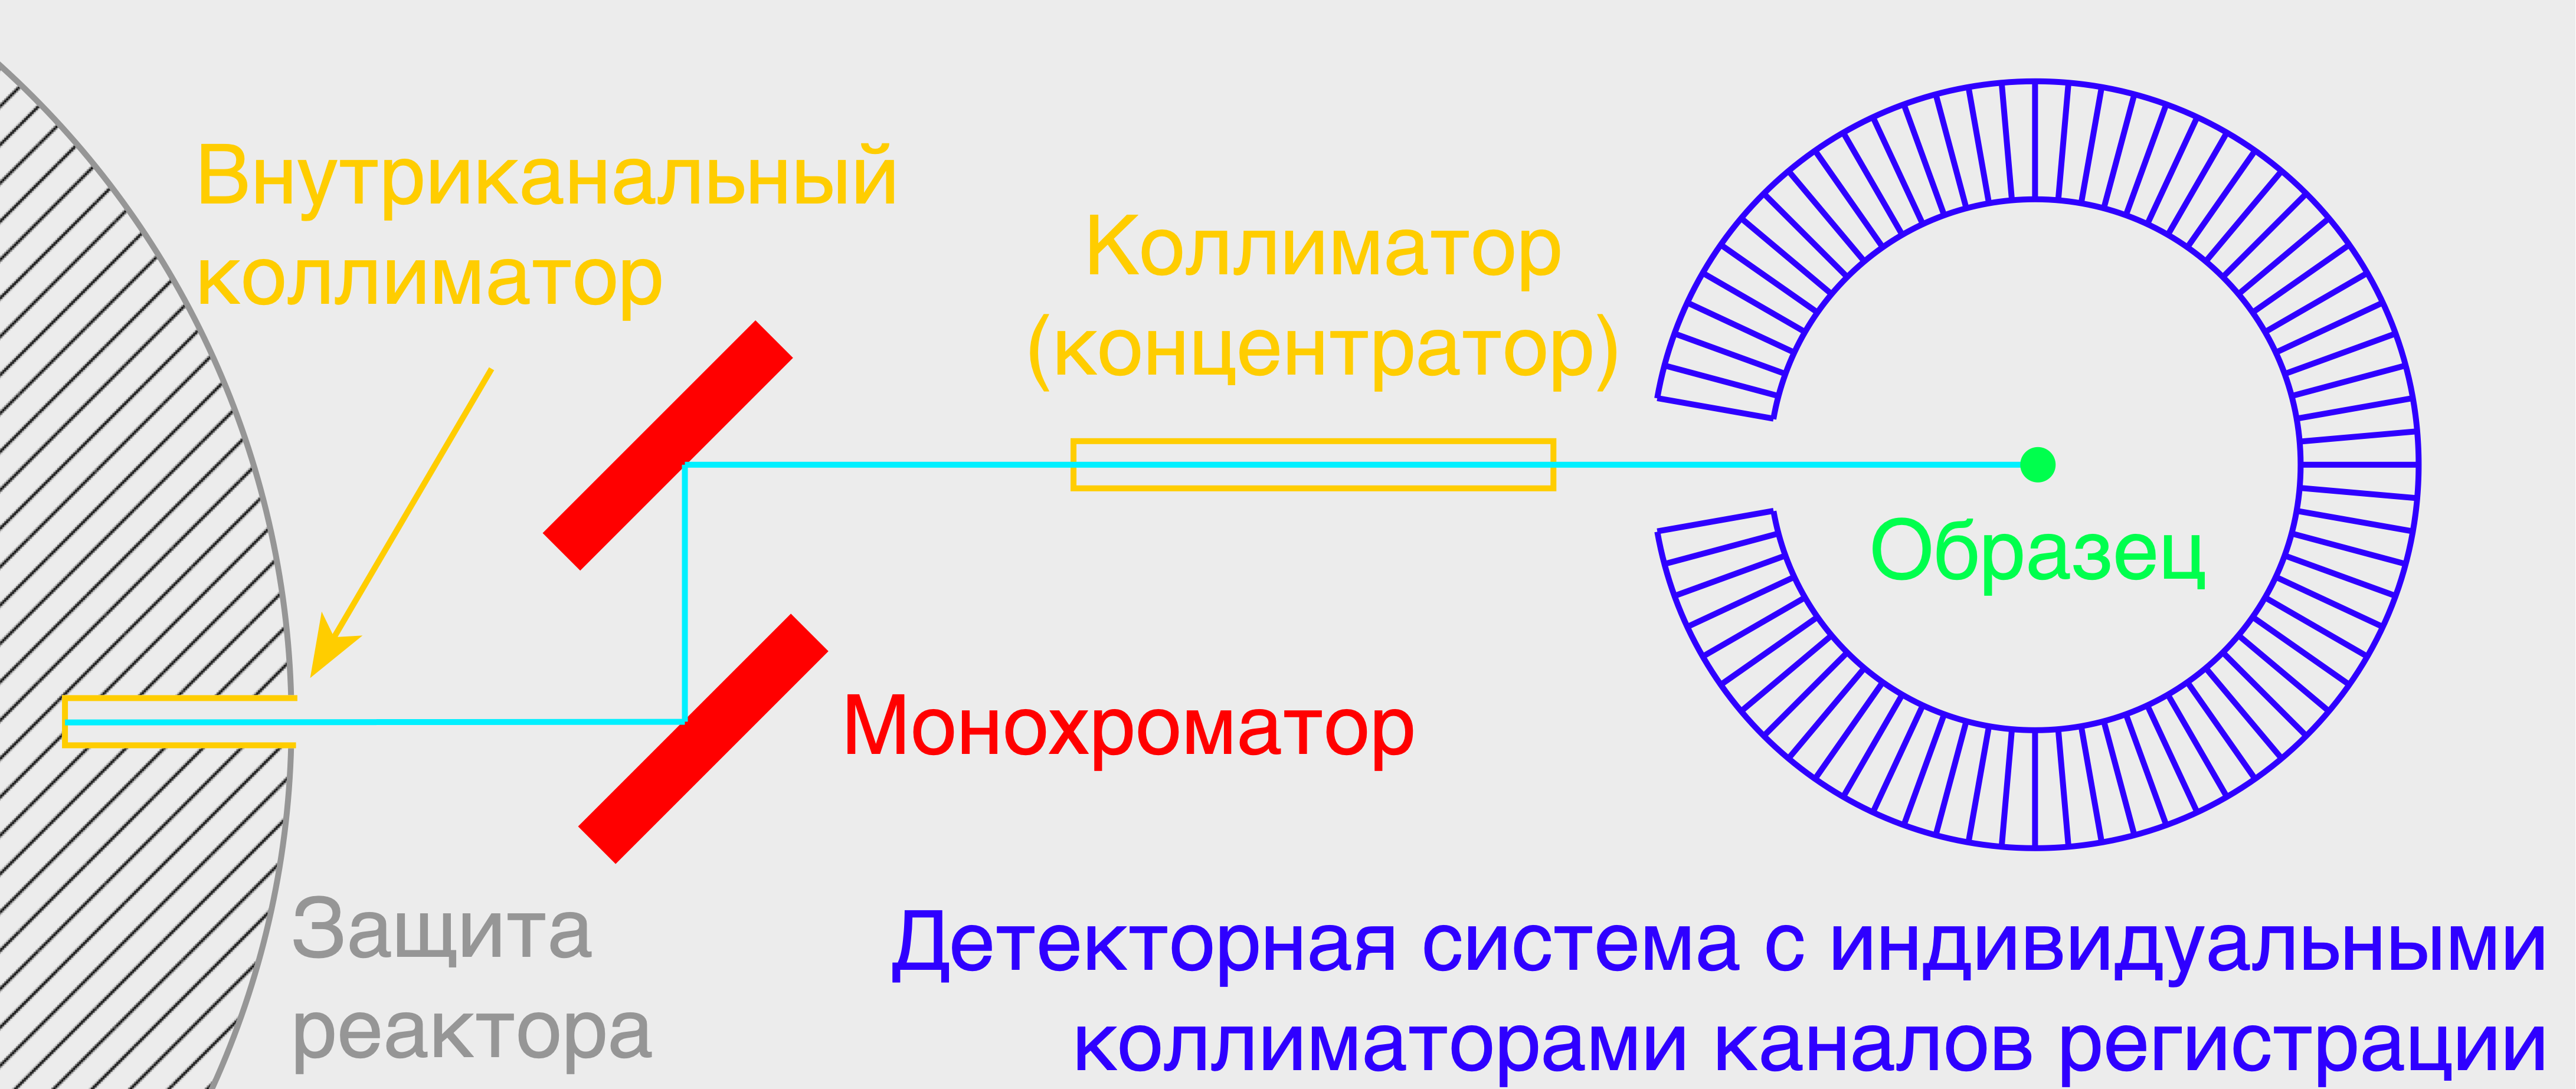 Внутриканальный
коллиматор
Коллиматор
(концентратор)
Образец
Монохроматор
Защита
реактора
Детекторная система с индивидуальными
коллиматорами каналов регистрации